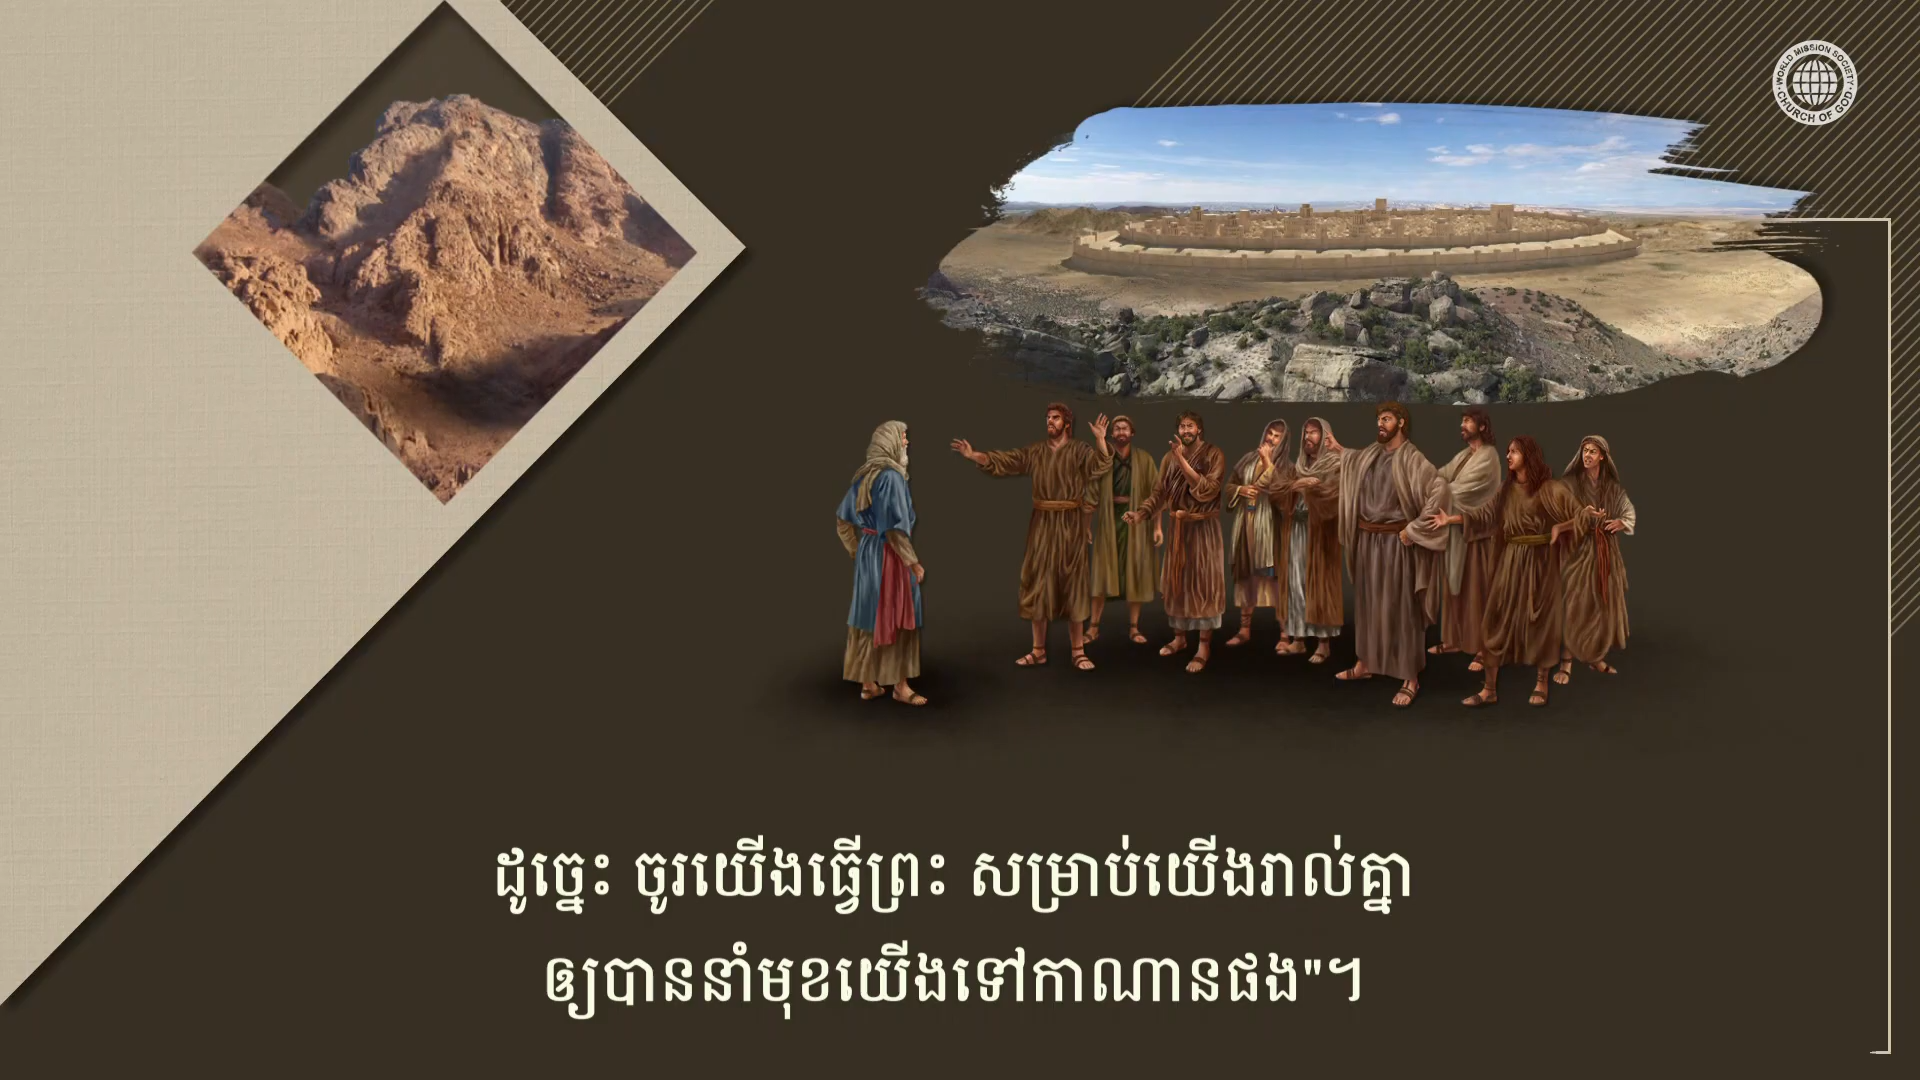 WORLD MISSION SOCIETY
CHURCH OF GOD
ដូច្នេះ ចូរយើងធ្វើព្រះ សម្រាប់យើងរាល់គ្នា
ឲ្យបាននាំមុខយើងទៅកាណានផង"។